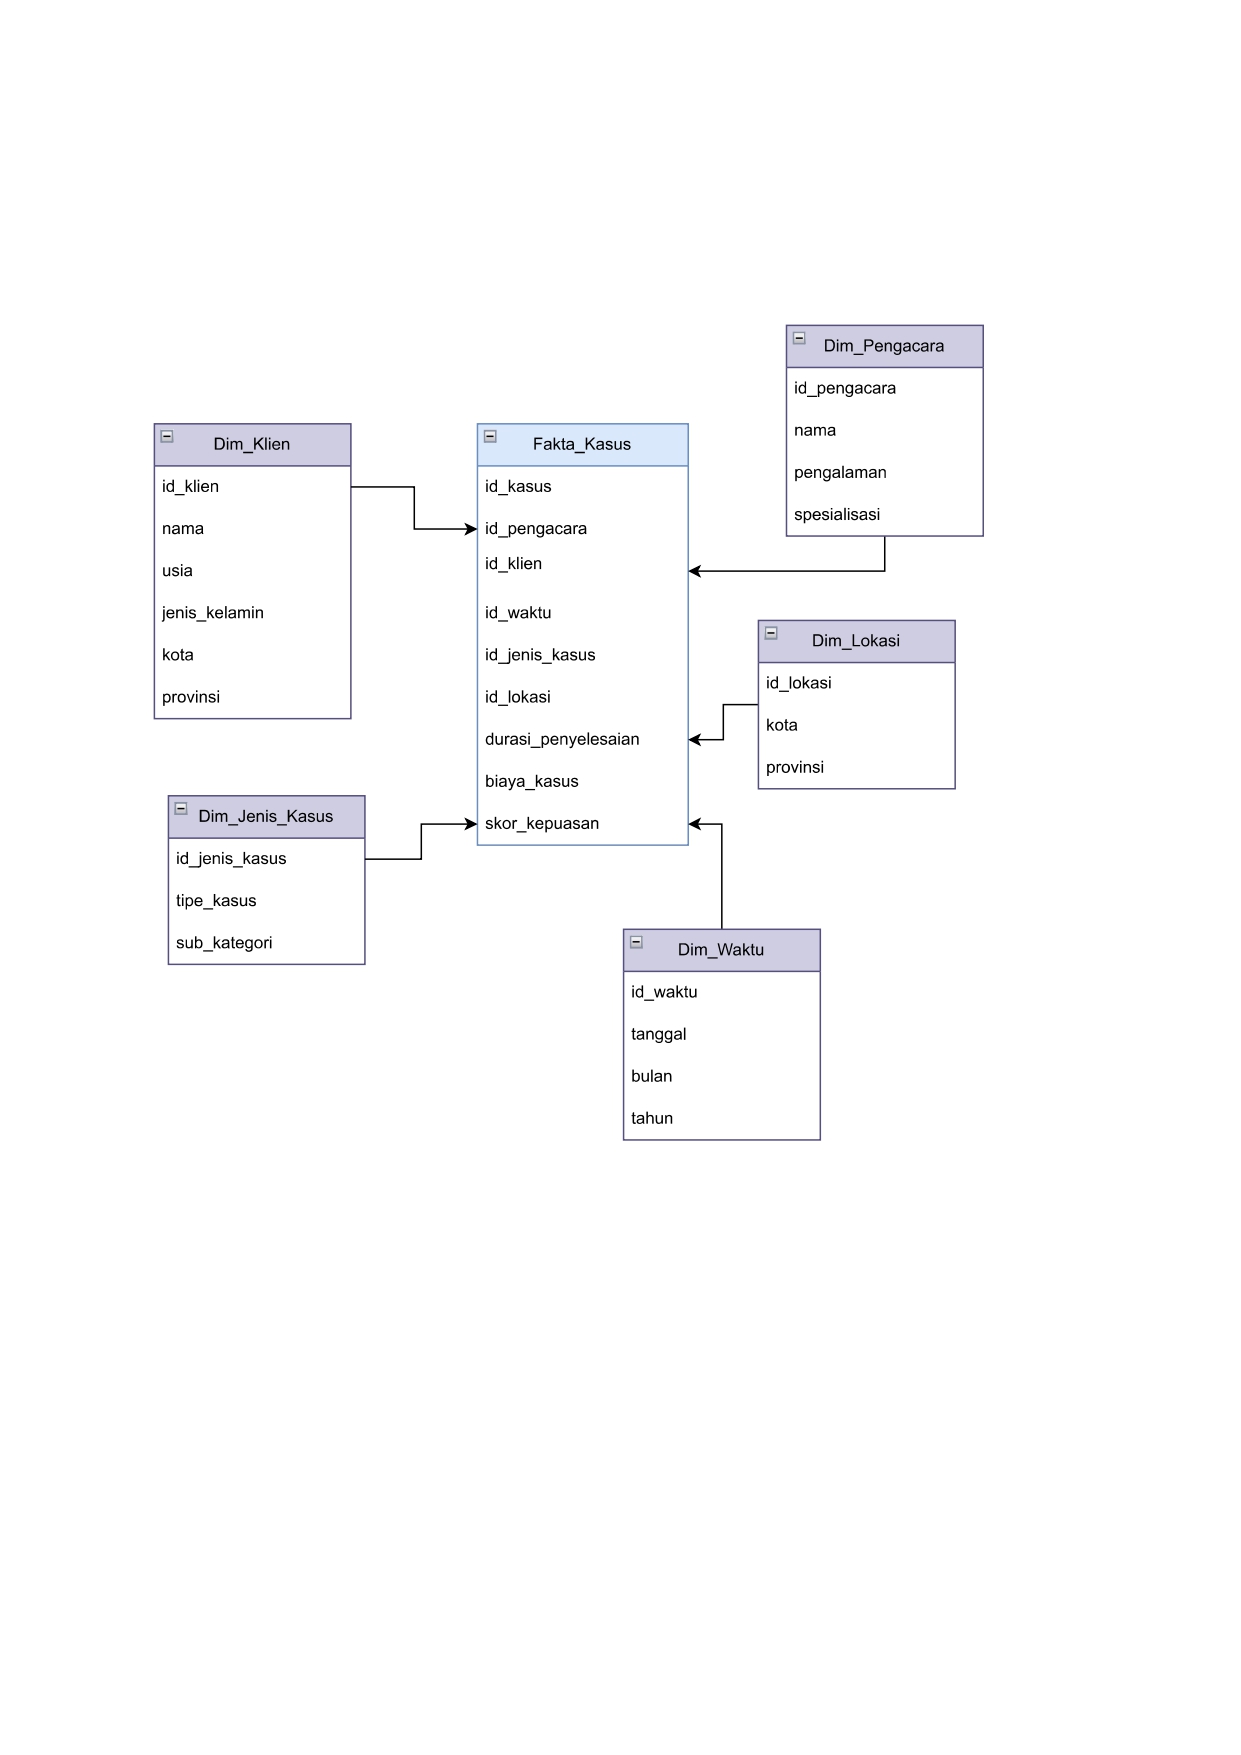 Dim_Pengacara
id_pengacara
nama
pengalaman
spesialisasi
Dim_Klien
id_klien
nama
usia
jenis_kelamin
kota
provinsi
Fakta_Kasus
id_kasus
id_pengacara
id_klien
id_waktu
id_jenis_kasus
id_lokasi
durasi_penyelesaian
biaya_kasus
skor_kepuasan
Dim_Lokasi
id_lokasi
kota
provinsi
Dim_Jenis_Kasus
id_jenis_kasus
tipe_kasus
sub_kategori
Dim_Waktu
id_waktu
tanggal
bulan
tahun